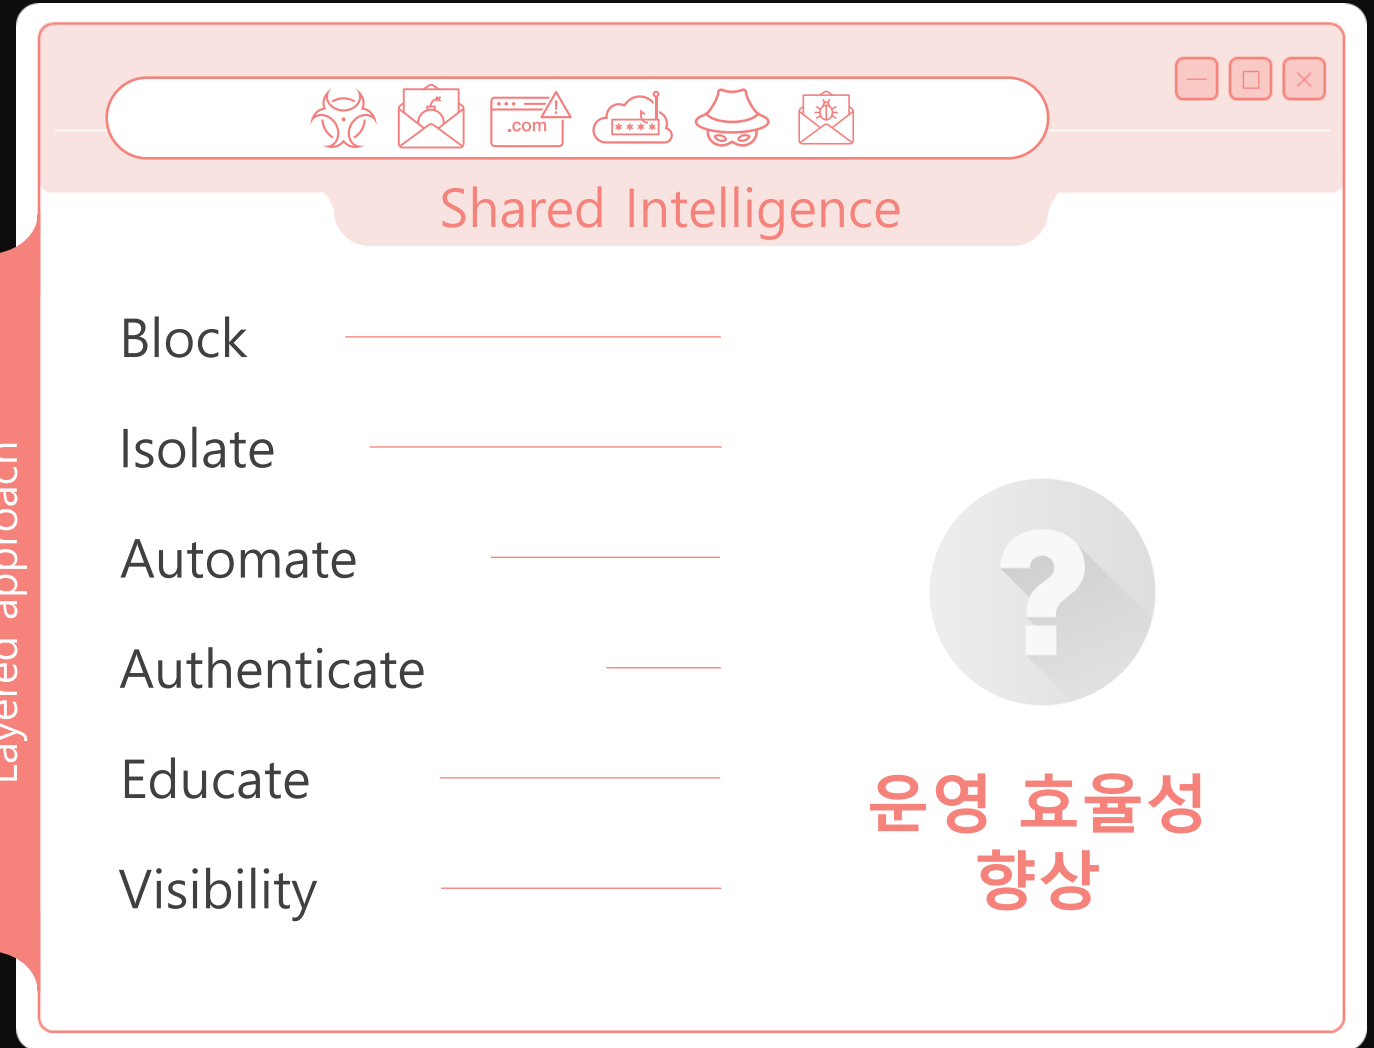 .com
****
Shared Intelligence
Block
Isolate
Automate
Authenticate
Educate
Visibility
Layered approach
?
운영 효율성
향상